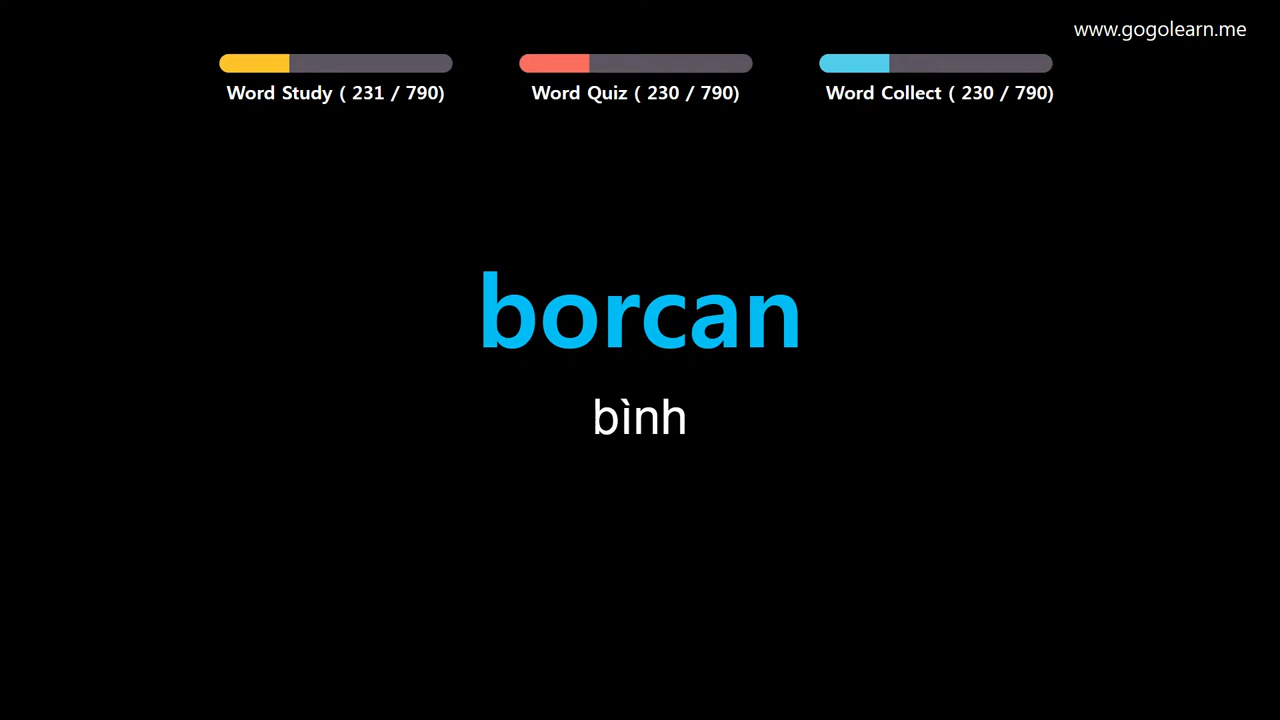 www.gogolearn.me
Word Study ( 231 / 790)
Word Quiz ( 230 / 790)
Word Collect ( 230 / 790)
borcan
bình